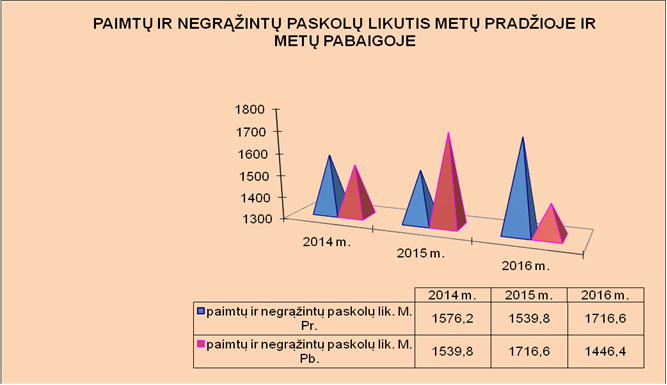 PAIMTŲ IR NEGRĄŽINTŲ PASKOLŲ LIKUTIS METŲ PRADŽIOJE IR
METŲ PABAIGOJE
1800
1700
1600
1500
1400
1300
2014 m.
2015 m.
2016 m.
2014 m. 2015 m. 2016 m.
paimtų ir negrąžintų paskolų lik. M.
Pr. 1576,2 1539,8 1716,6
paimtų ir negrąžintų paskolų lik. M.
Pb. 1539,8 1716,6 1446,4